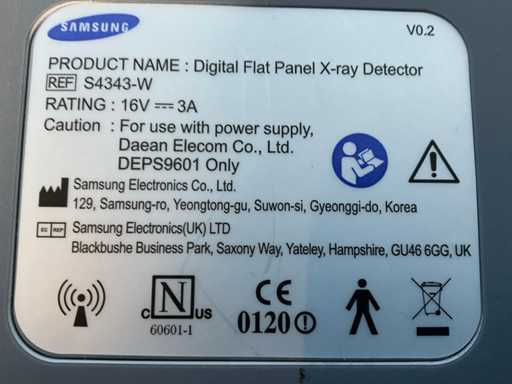 SAMSUNG
V0.2
PRODUCT NAME : Digital Flat Panel X-ray Detector
REF S4343-W
RATING : 16V ⎓ 3A
Caution : For use with power supply,
Daean Elecom Co., Ltd.
DEPS9601 Only
Samsung Electronics Co., Ltd.
129, Samsung-ro, Yeongtong-gu, Suwon-si, Gyeonggi-do, Korea
EC REP Samsung Electronics(UK) LTD
Blackbushe Business Park, Saxony Way, Yateley, Hampshire, GU46 6GG, UK
C N US
60601-1
CE
0120